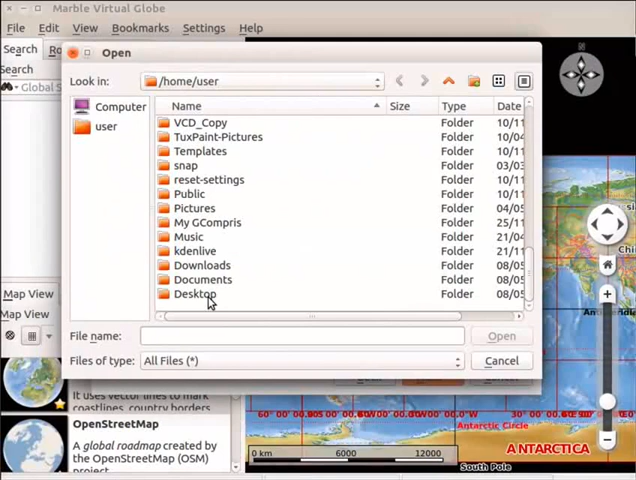 Marble Virtual Globe
File Edit View Bookmarks Settings Help
Search
Search
Open
Look in: /home/user
Computer
user
Name Size Type Date
VCD_Copy Folder 10/11
TuxPaint-Pictures Folder 10/04
Templates Folder 10/11
snap Folder 03/03
reset-settings Folder 10/11
Public Folder 10/11
Pictures Folder 04/05
My GCompris Folder 25/11
Music Folder 21/04
kdenlive Folder 21/11
Downloads Folder 08/05
Documents Folder 08/05
Desktop Folder 08/05
File name: Open
Files of type: All Files (*) Cancel
Map View
Map View
It uses vector lines to mark
coastlines, country borders
OpenStreetMap
A global roadmap created by
the OpenStreetMap (OSM)
project.
N
Antarctic Circle
ANTARCTICA
South Pole
0 km 6000 12000